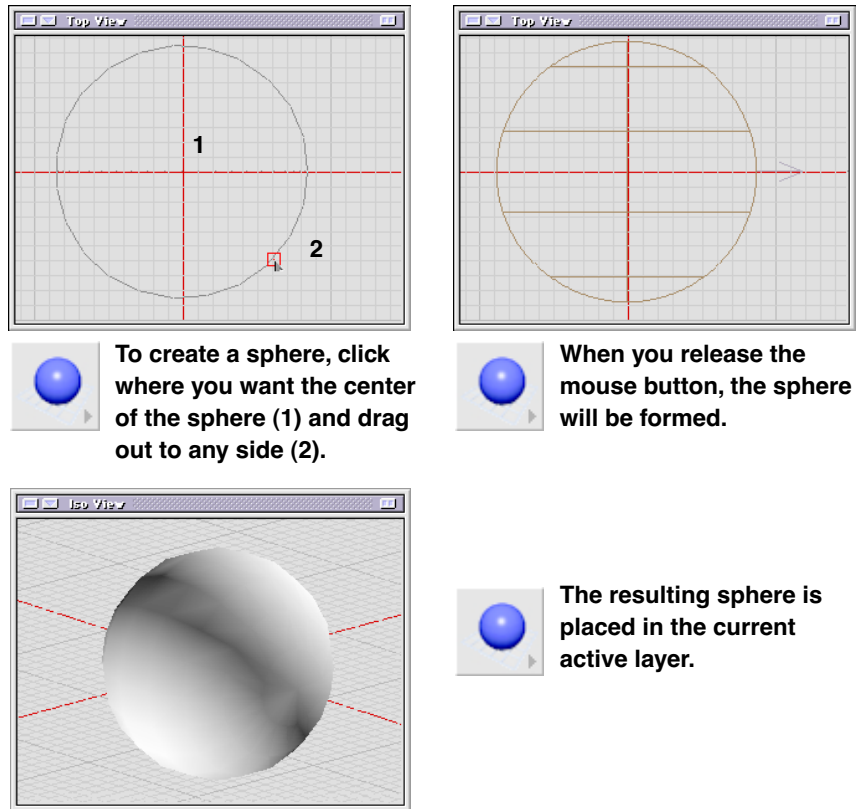 Top View
1
2
To create a sphere, click
where you want the center
of the sphere (1) and drag
out to any side (2).
Top View
When you release the
mouse button, the sphere
will be formed.
Iso View
The resulting sphere is
placed in the current
active layer.